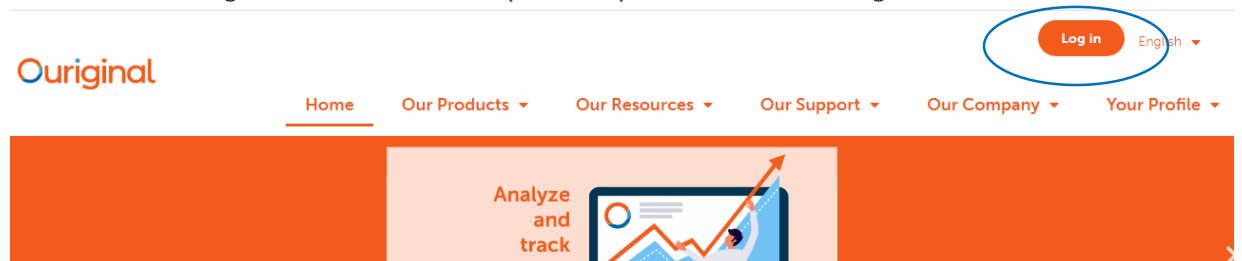 Log in
English
Ouriginal
Home Our Products Our Resources Our Support Our Company Your Profile
Analyze
and
track